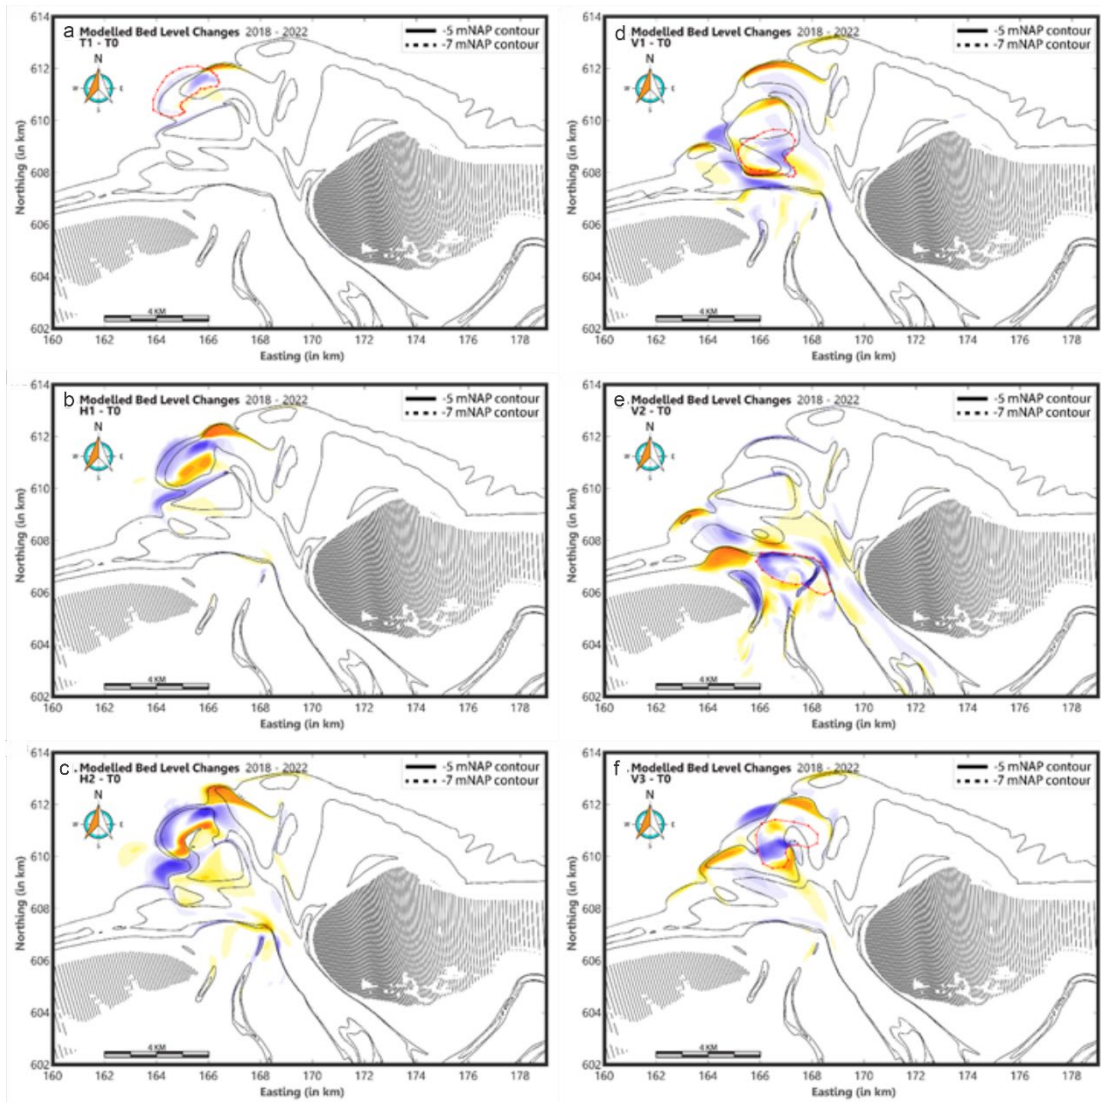 a Modelled Bed Level Changes 2018 - 2022
T1 - T0
-5 mNAP contour
-7 mNAP contour
N
W E
S
614
612
610
608
606
604
602
Northing (in km)
4 KM
160 162 164 166 168 170 172 174 176 178
Easting (in km)
d Modelled Bed Level Changes 2018 - 2022
V1 - T0
-5 mNAP contour
-7 mNAP contour
N
W E
S
614
612
610
608
606
604
602
Northing (in km)
4 KM
160 162 164 166 168 170 172 174 176 178
Easting (in km)
b Modelled Bed Level Changes 2018 - 2022
H1 - T0
-5 mNAP contour
-7 mNAP contour
N
W E
S
614
612
610
608
606
604
602
Northing (in km)
4 KM
160 162 164 166 168 170 172 174 176 178
Easting (in km)
e Modelled Bed Level Changes 2018 - 2022
V2 - T0
-5 mNAP contour
-7 mNAP contour
N
W E
S
614
612
610
608
606
604
602
Northing (in km)
4 KM
160 162 164 166 168 170 172 174 176 178
Easting (in km)
c Modelled Bed Level Changes 2018 - 2022
H2 - T0
-5 mNAP contour
-7 mNAP contour
N
W E
S
614
612
610
608
606
604
602
Northing (in km)
4 KM
160 162 164 166 168 170 172 174 176 178
Easting (in km)
f Modelled Bed Level Changes 2018 - 2022
V3 - T0
-5 mNAP contour
-7 mNAP contour
N
W E
S
614
612
610
608
606
604
602
Northing (in km)
4 KM
160 162 164 166 168 170 172 174 176 178
Easting (in km)